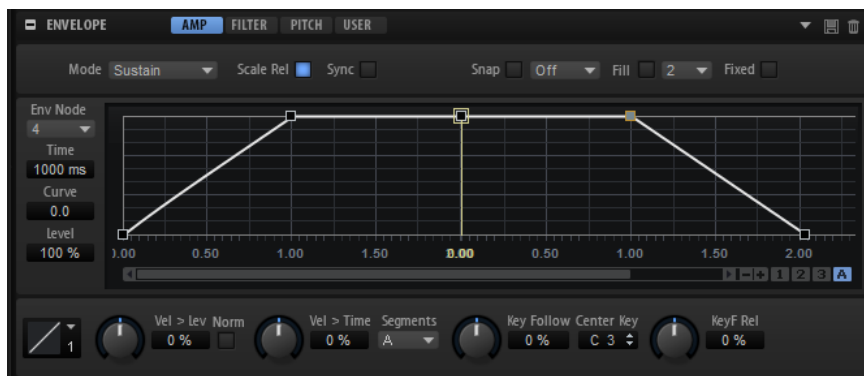 ENVELOPE AMP FILTER PITCH USER
Mode Sustain Scale Rel Sync Snap Off Fill 2 Fixed
Env Node
4
Time
1000 ms
Curve
0.0
Level
100 %
0.00 0.50 1.00 1.50 0.00 0.50 1.00 1.50 2.00
- + 1 2 3 A
1
Vel > Lev Norm Vel > Time Segments Key Follow Center Key KeyF Rel
0 % 0 % A 0 % C 3 0 %